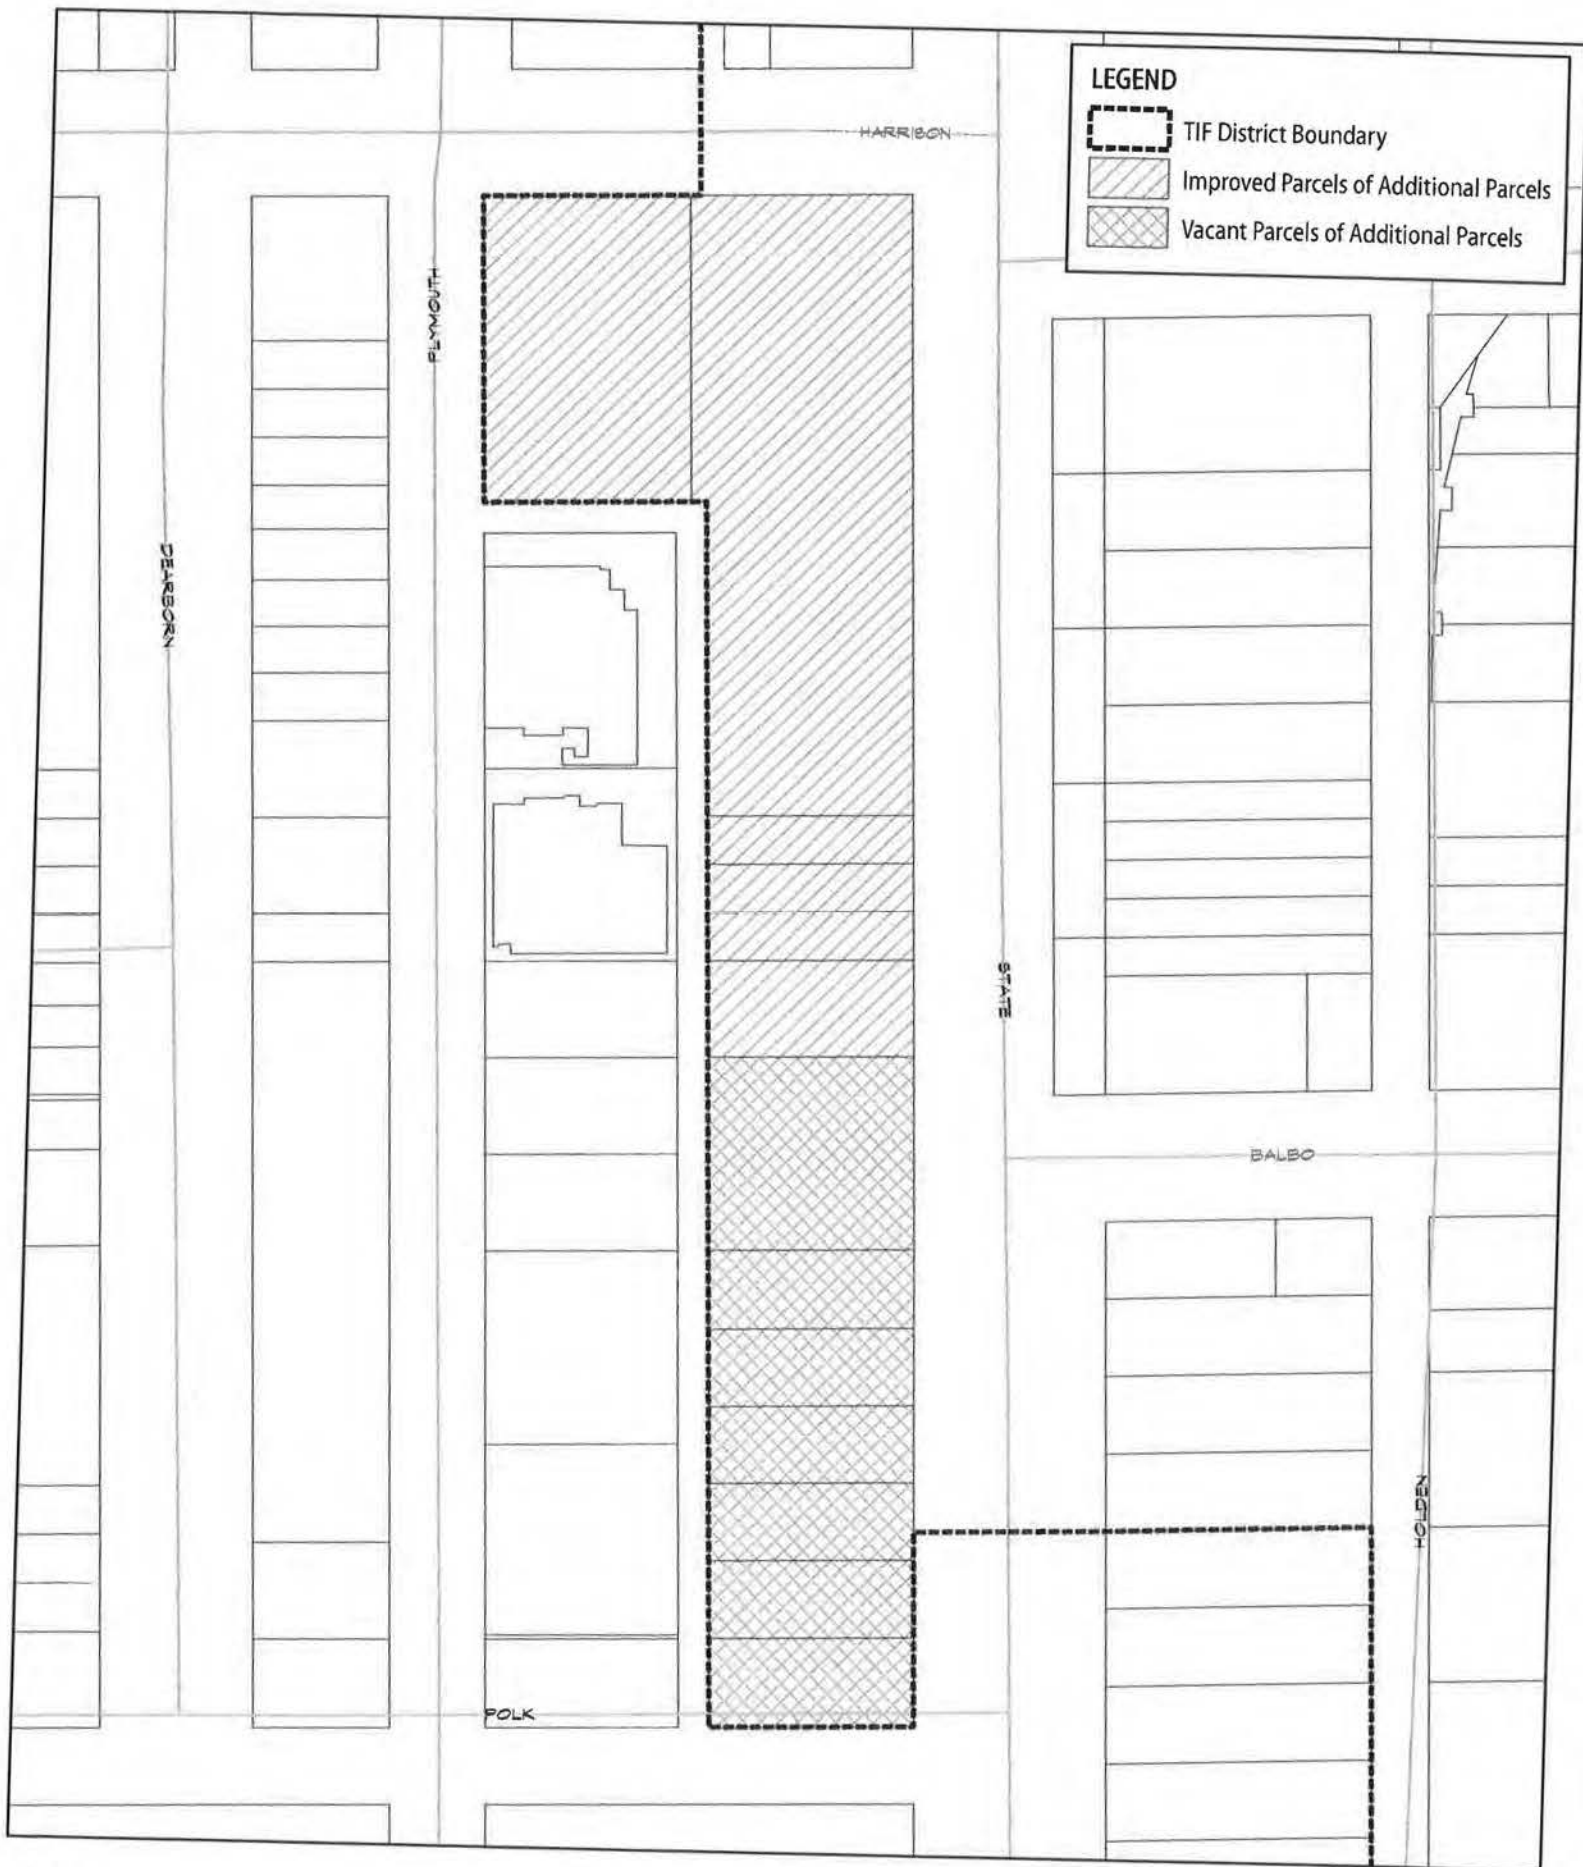 LEGEND
TIF District Boundary
Improved Parcels of Additional Parcels
Vacant Parcels of Additional Parcels
HARRISON
PLYMOUTH
DEARBORN
STATE
BALBO
HOLDEN
POLK